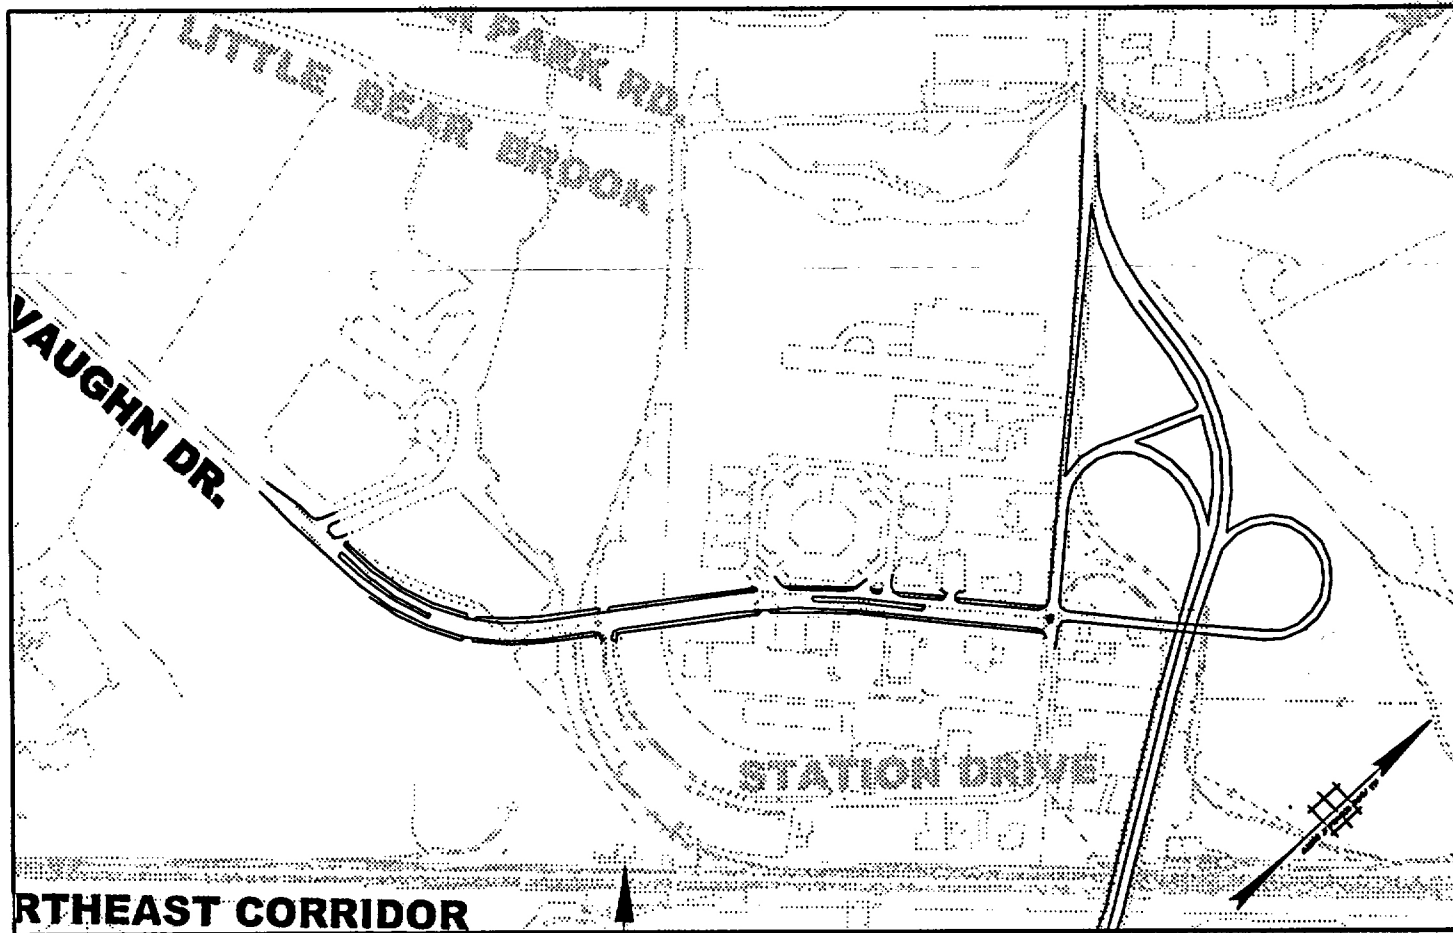 PARK RD.
LITTLE BEAR BROOK
VAUGHN DR.
STATION DRIVE
RTHEAST CORRIDOR